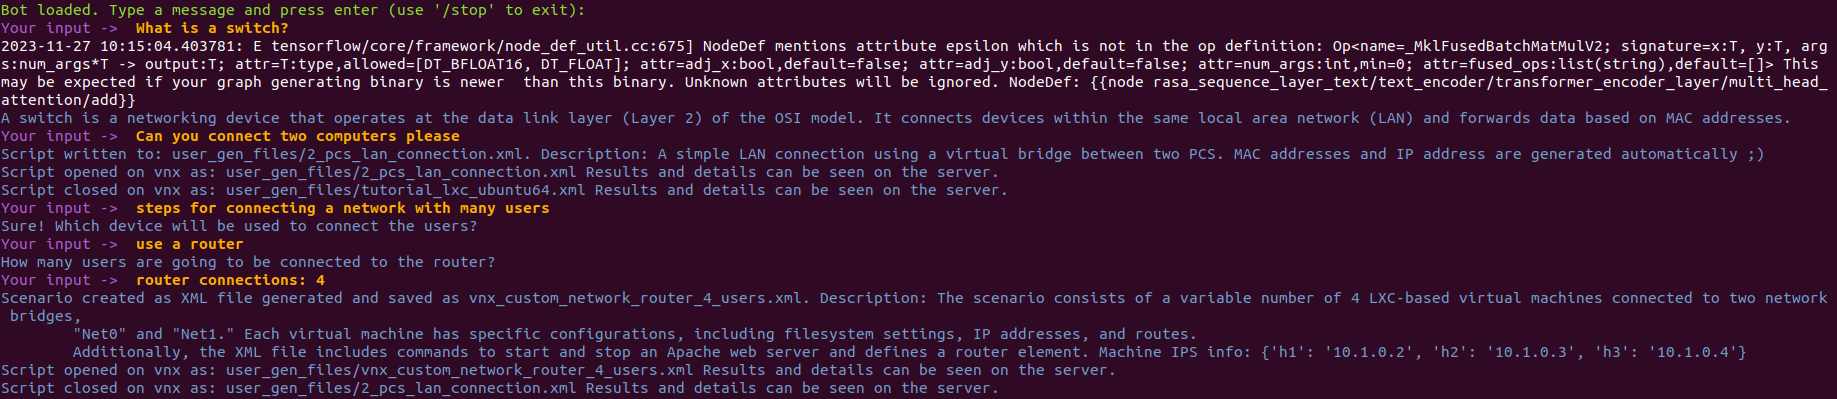 Bot loaded. Type a message and press enter (use '/stop' to exit):
Your input ->  What is a switch?
2023-11-27 10:15:04.403781: E tensorflow/core/framework/node_def_util.cc:675] NodeDef mentions attribute epsilon which is not in the op definition: Op<name=_MklFusedBatchMatMulV2; signature=x:T, y:T, arg
s:num_args*T -> output:T; attr=T:type,allowed=[DT_BFLOAT16, DT_FLOAT]; attr=adj_x:bool,default=false; attr=adj_y:bool,default=false; attr=num_args:int,min=0; attr=fused_ops:list(string),default=[]> This
may be expected if your graph generating binary is newer  than this binary. Unknown attributes will be ignored. NodeDef: {{node rasa_sequence_layer_text/text_encoder/transformer_encoder_layer/multi_head_
attention/add}}
A switch is a networking device that operates at the data link layer (Layer 2) of the OSI model. It connects devices within the same local area network (LAN) and forwards data based on MAC addresses.
Your input ->  Can you connect two computers please
Script written to: user_gen_files/2_pcs_lan_connection.xml. Description: A simple LAN connection using a virtual bridge between two PCS. MAC addresses and IP address are generated automatically ;)
Script opened on vnx as: user_gen_files/2_pcs_lan_connection.xml Results and details can be seen on the server.
Script closed on vnx as: user_gen_files/tutorial_lxc_ubuntu64.xml Results and details can be seen on the server.
Your input ->  steps for connecting a network with many users
Sure! Which device will be used to connect the users?
Your input ->  use a router
How many users are going to be connected to the router?
Your input ->  router connections: 4
Scenario created as XML file generated and saved as vnx_custom_network_router_4_users.xml. Description: The scenario consists of a variable number of 4 LXC-based virtual machines connected to two network
bridges,
"Net0" and "Net1." Each virtual machine has specific configurations, including filesystem settings, IP addresses, and routes.
Additionally, the XML file includes commands to start and stop an Apache web server and defines a router element. Machine IPS info: {'h1': '10.1.0.2', 'h2': '10.1.0.3', 'h3': '10.1.0.4'}
Script opened on vnx as: user_gen_files/vnx_custom_network_router_4_users.xml Results and details can be seen on the server.
Script closed on vnx as: user_gen_files/2_pcs_lan_connection.xml Results and details can be seen on the server.